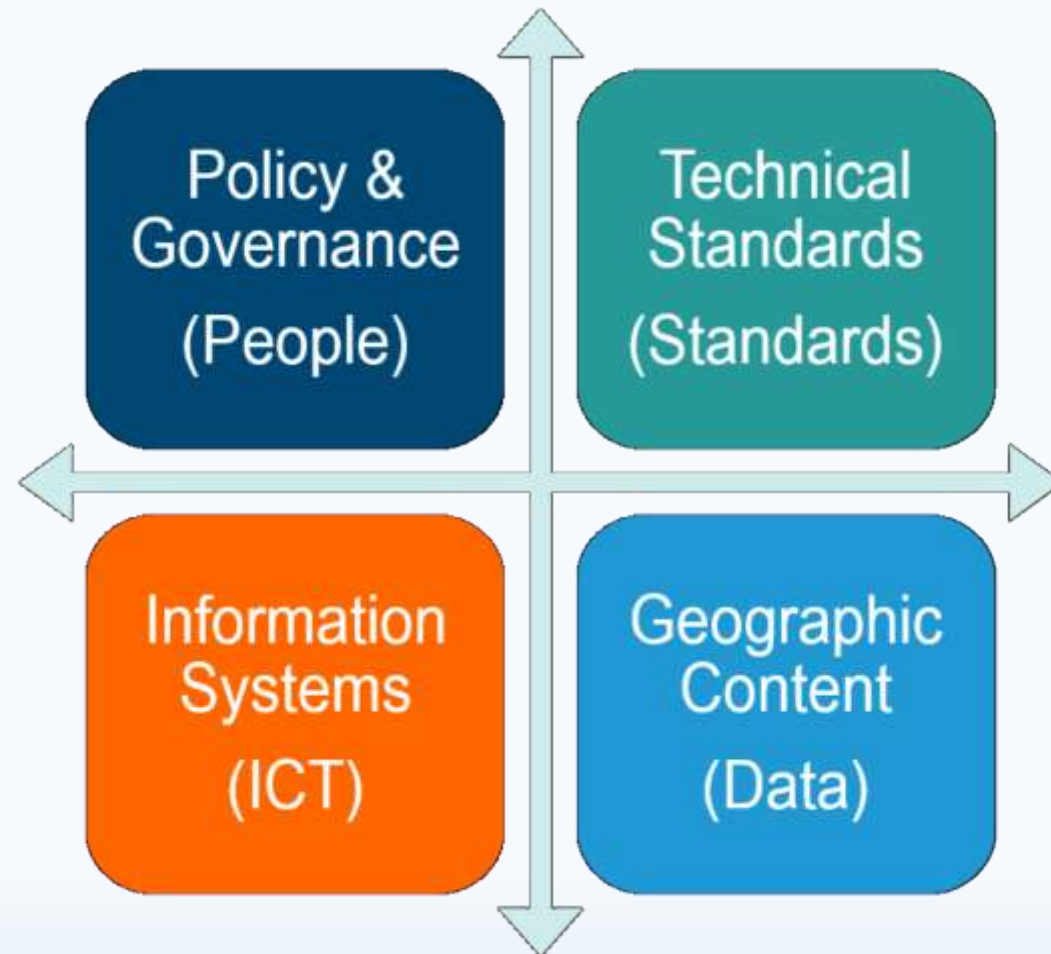 Policy &
Governance
(People)
Technical
Standards
(Standards)
Information
Systems
(ICT)
Geographic
Content
(Data)